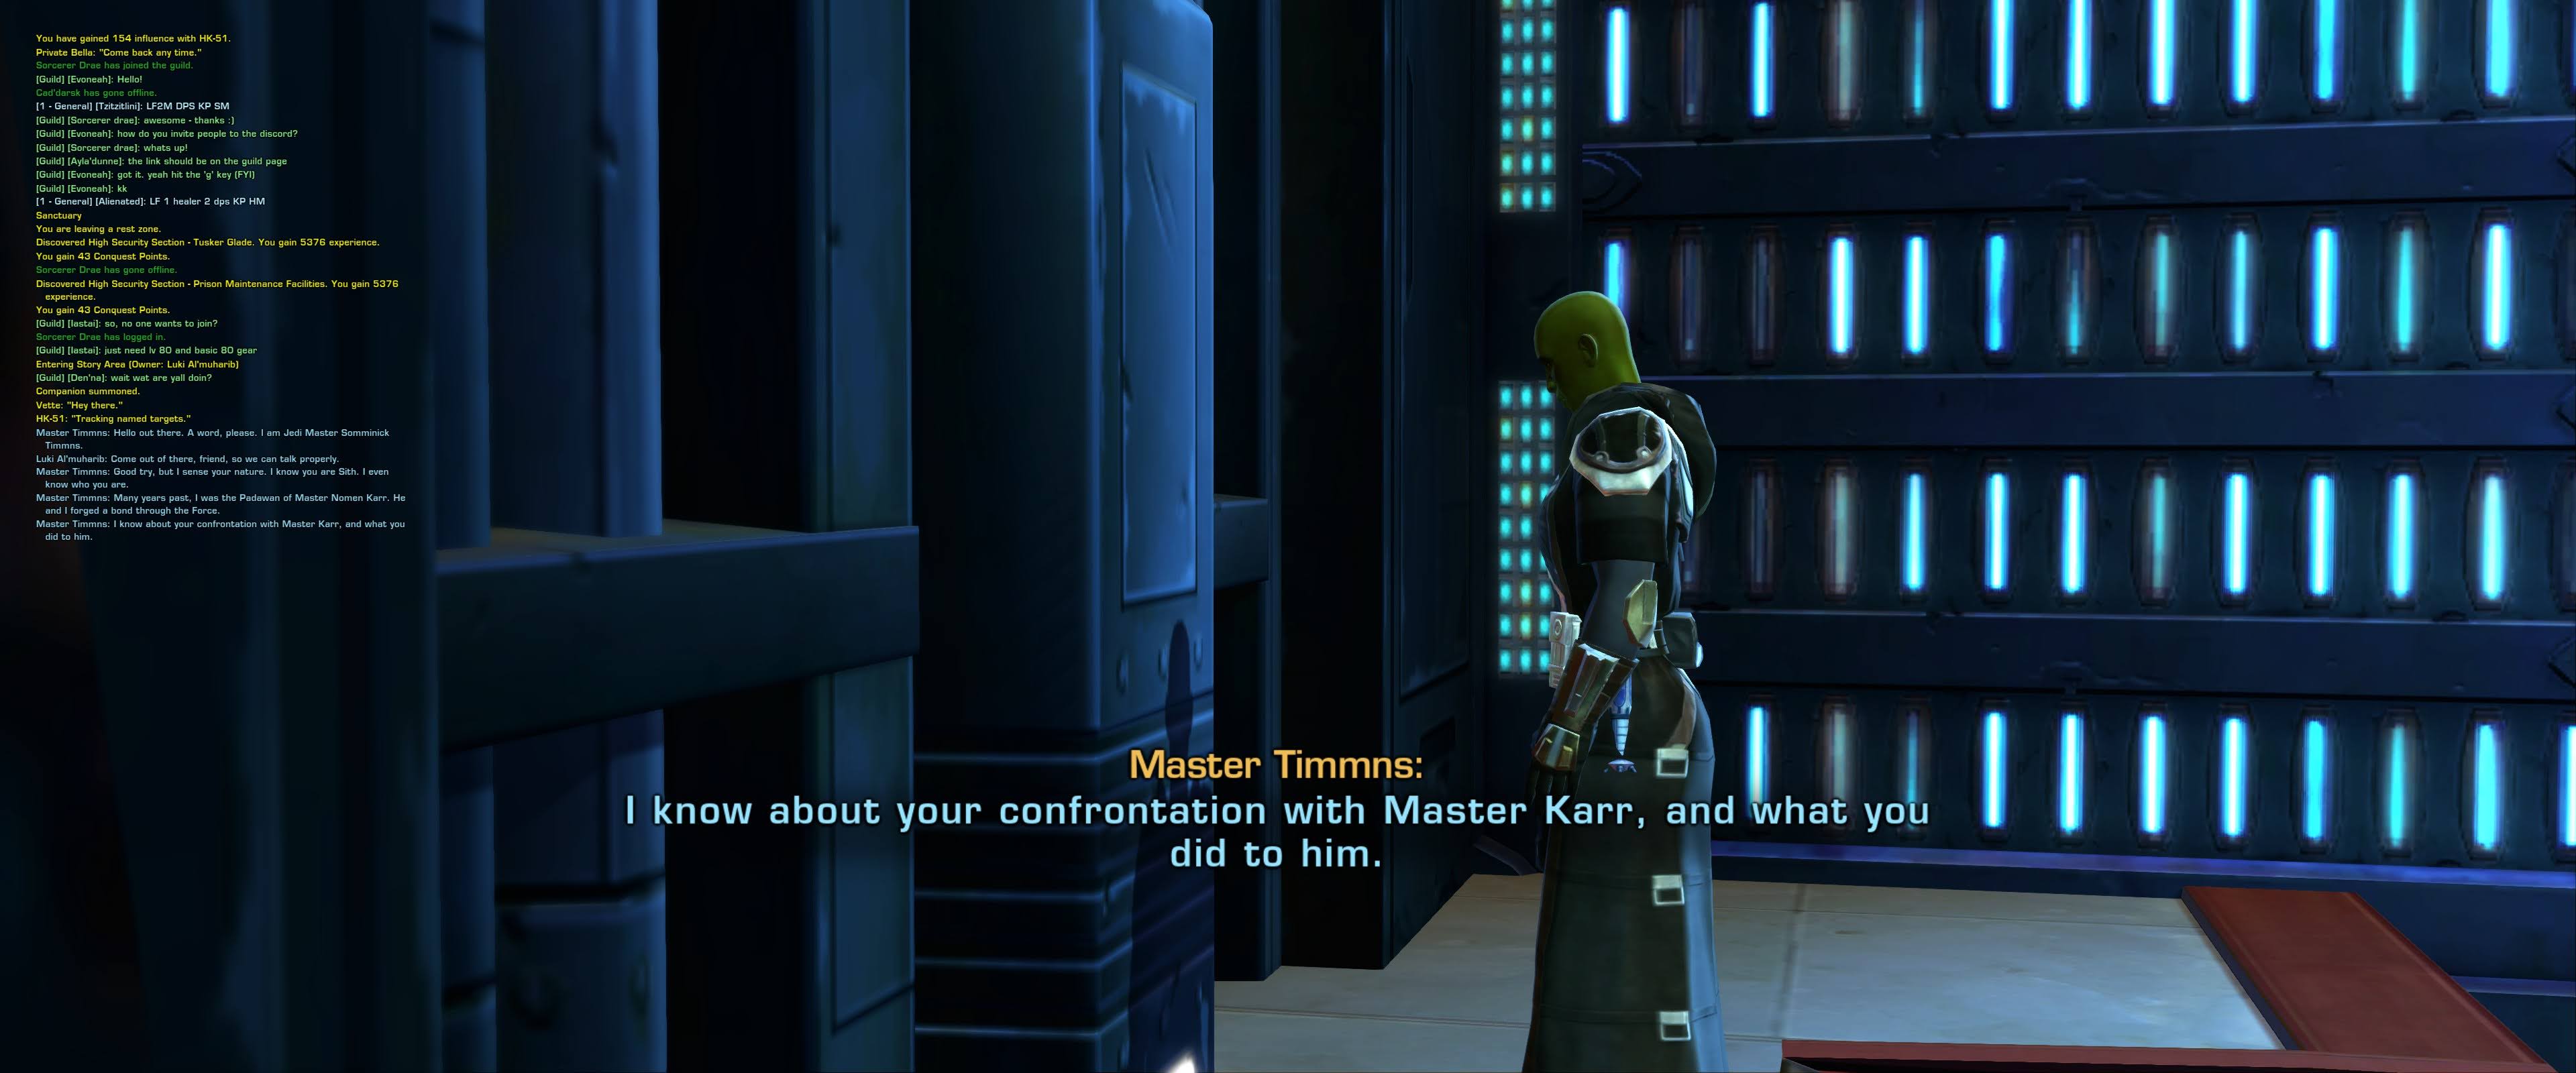 You have gained 154 influence with HK-51.
Private Bella: "Come back any time."
Sorcerer Drae has joined the guild.
[Guild] [Evoneah]: Hello!
Cad'darsk has gone offline.
[1 - General] [Tzitzitlini]: LF2M DPS KP SM
[Guild] [Sorcerer drae]: awesome - thanks :)
[Guild] [Evoneah]: how do you invite people to the discord?
[Guild] [Sorcerer drae]: whats up!
[Guild] [Ayla'dunne]: the link should be on the guild page
[Guild] [Evoneah]: got it. yeah hit the 'g' key (FYI)
[Guild] [Evoneah]: kk
[1 - General] [Alienated]: LF 1 healer 2 dps KP HM
Sanctuary
You are leaving a rest zone.
Discovered High Security Section - Tusker Glade. You gain 5376 experience.
You gain 43 Conquest Points.
Sorcerer Drae has gone offline.
Discovered High Security Section - Prison Maintenance Facilities. You gain 5376
experience.
You gain 43 Conquest Points.
[Guild] [Iastai]: so, no one wants to join?
Sorcerer Drae has logged in.
[Guild] [Iastai]: just need lv 80 and basic 80 gear
Entering Story Area (Owner: Luki Al'muharib)
[Guild] [Den'na]: wait wat are yall doin?
Companion summoned.
Vette: "Hey there."
HK-51: "Tracking named targets."
Master Timmns: Hello out there. A word, please. I am Jedi Master Somminick
Timmns.
Luki Al'muharib: Come out of there, friend, so we can talk properly.
Master Timmns: Good try, but I sense your nature. I know you are Sith. I even
know who you are.
Master Timmns: Many years past, I was the Padawan of Master Nomen Karr. He
and I forged a bond through the Force.
Master Timmns: I know about your confrontation with Master Karr, and what you
did to him.
Master Timmns:
I know about your confrontation with Master Karr, and what you
did to him.